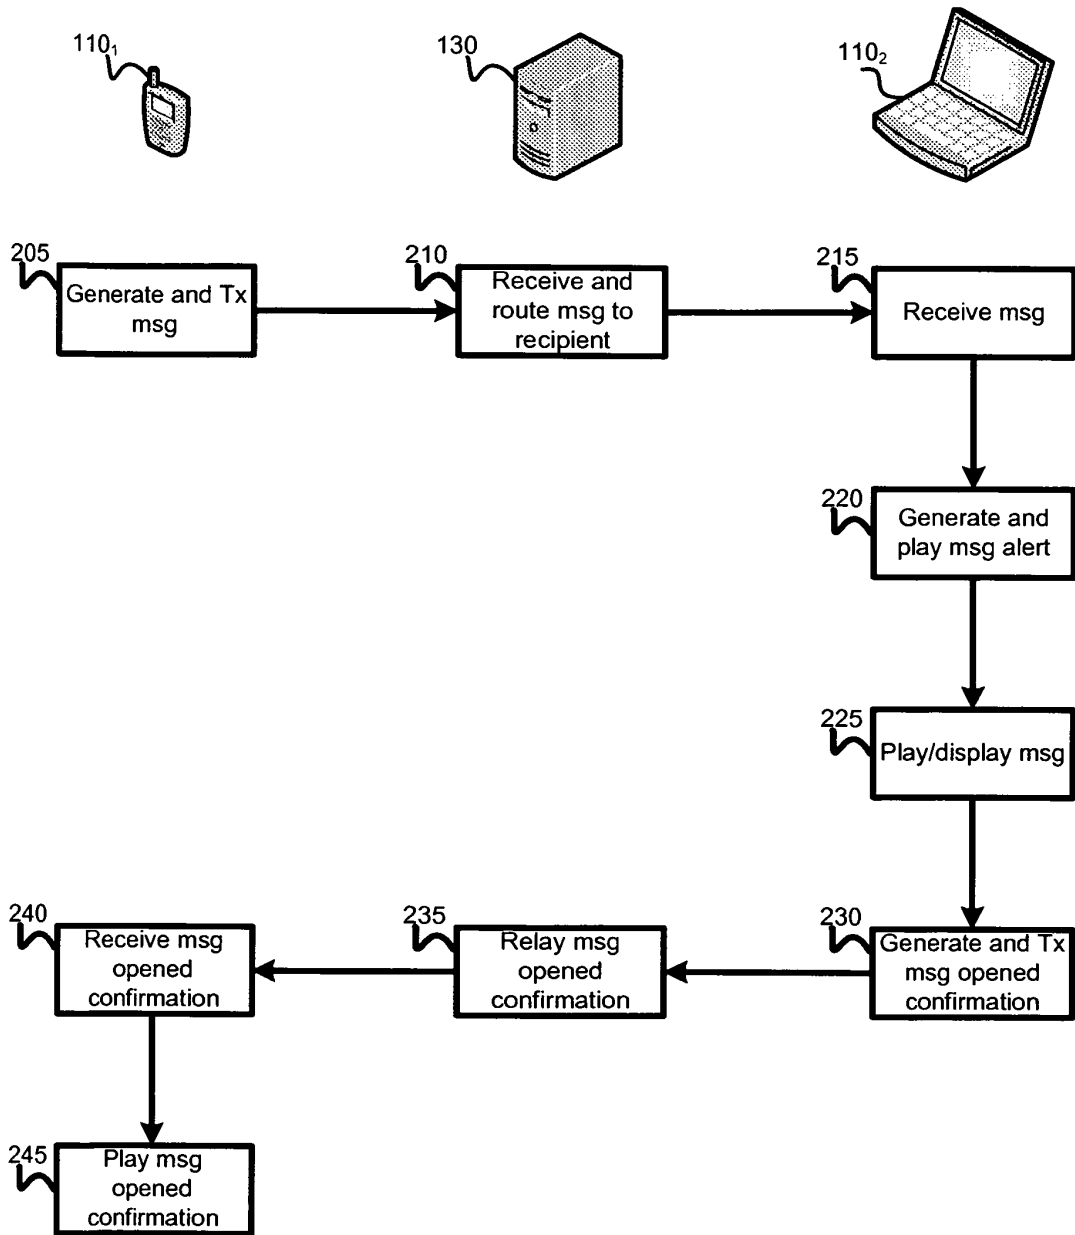 110₁
130
110₂
205
Generate and Tx
msg
210
Receive and
route msg to
recipient
215
Receive msg
220
Generate and
play msg alert
225
Play/display msg
230
Generate and Tx
msg opened
confirmation
235
Relay msg
opened
confirmation
240
Receive msg
opened
confirmation
245
Play msg
opened
confirmation